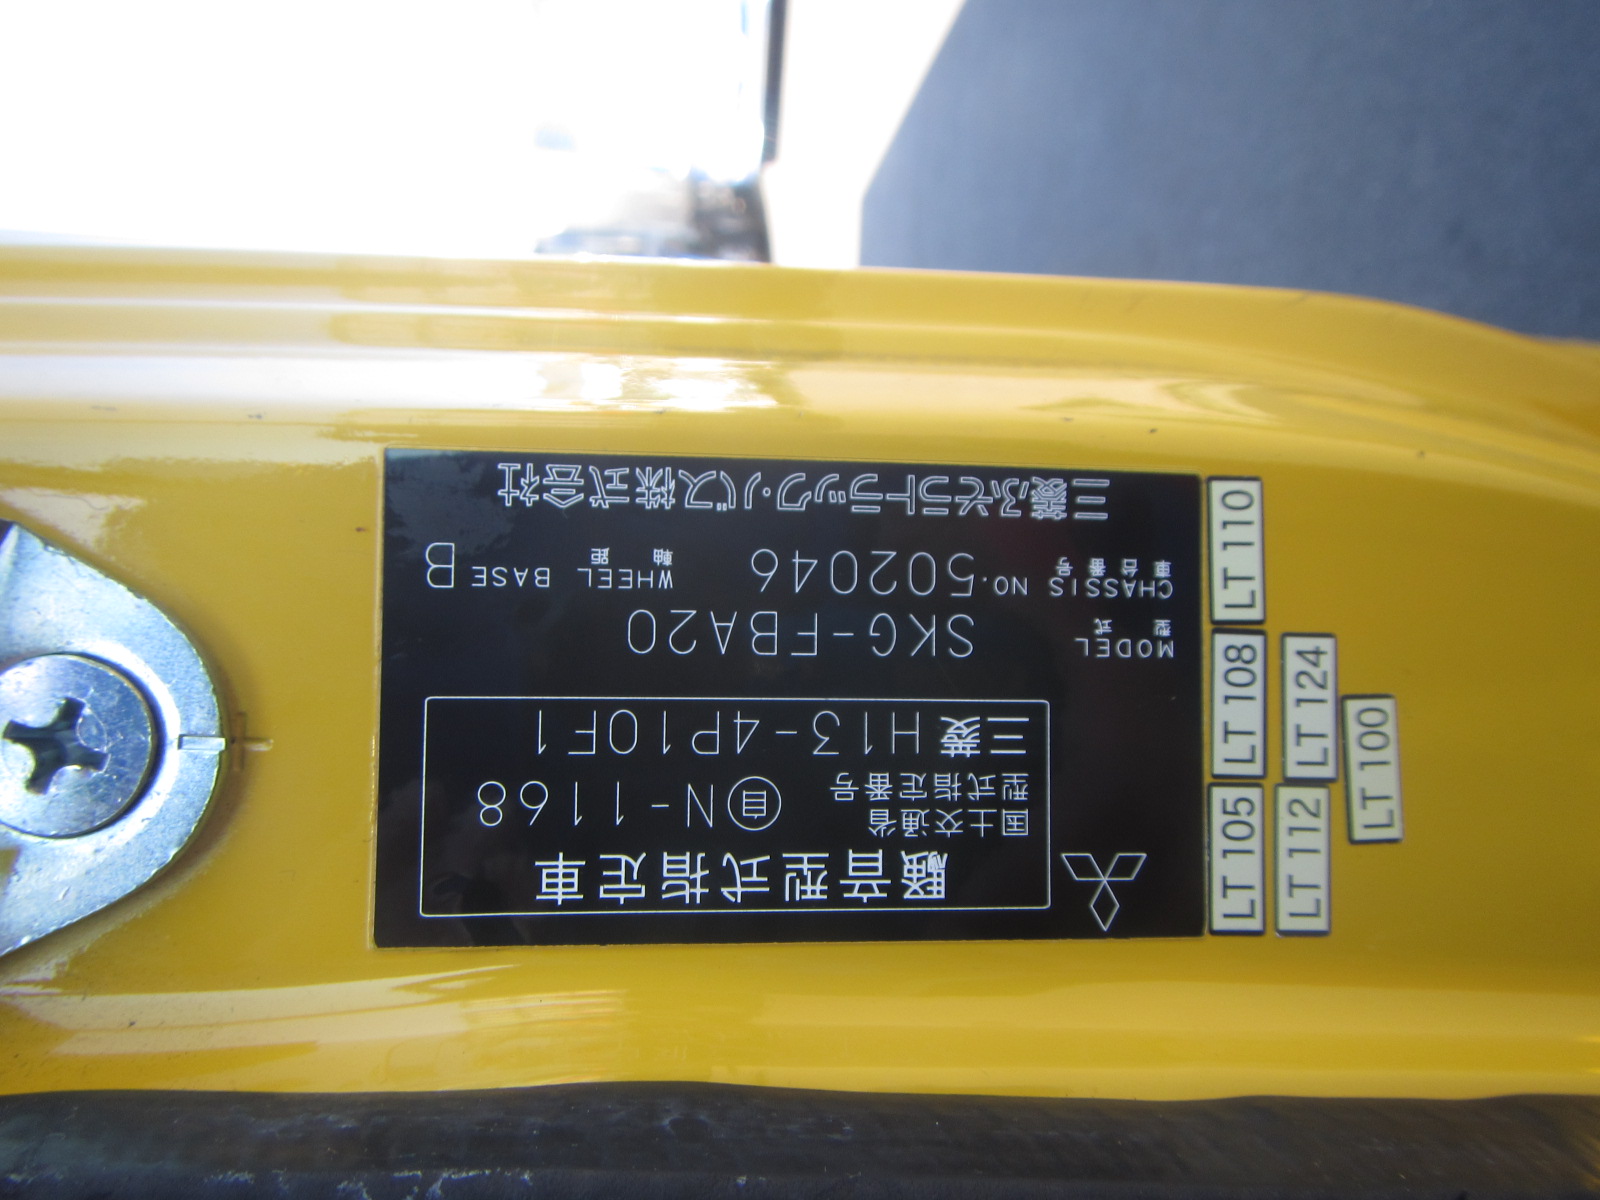 騒音型式指定車
国土交通省
型式指定番号 自N-1168
三菱 H13-4P10F1
MODEL
型式 SKG-FBA20
CHASSIS NO.
車台番号 502046
WHEEL BASE
軸距 B
三菱ふそうトラック・バス株式会社
LT 105
LT 108
LT 110
LT 112
LT 124
LT 100